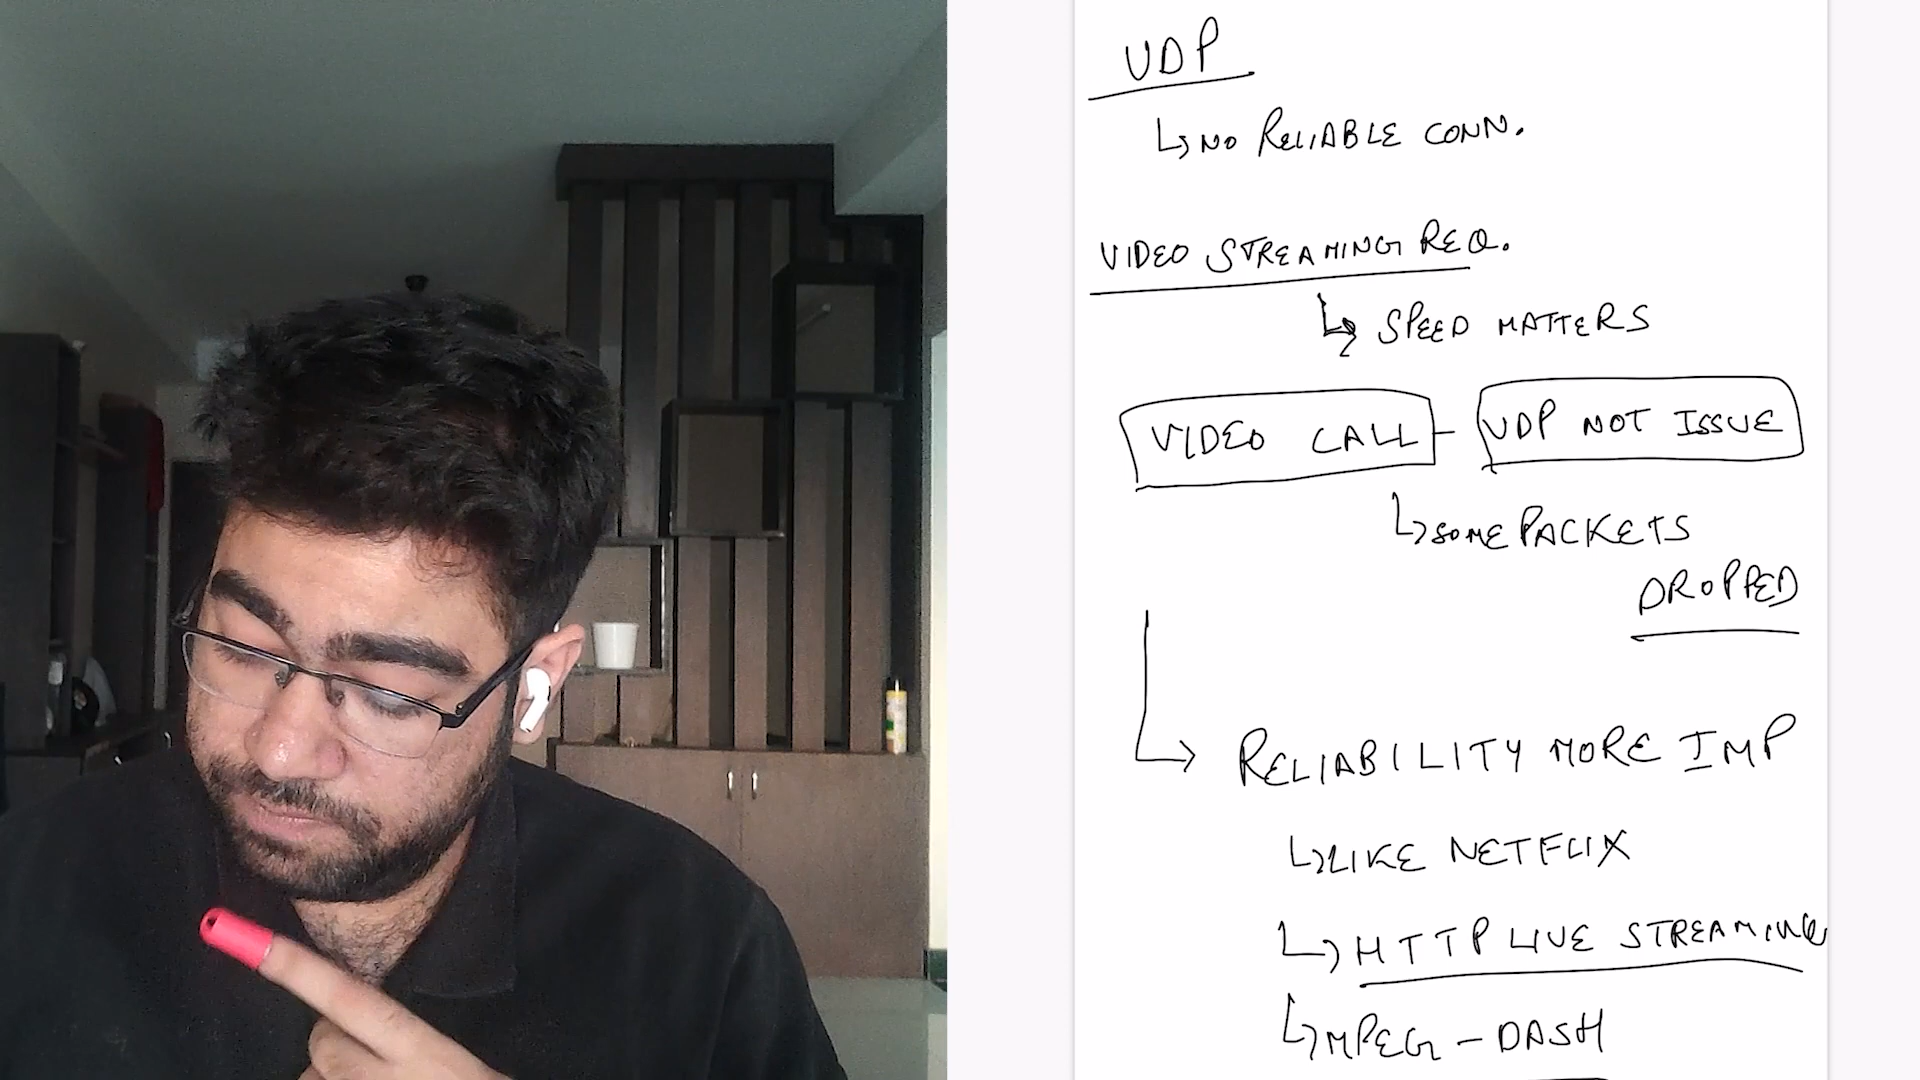 UDP
NO RELIABLE CONN.
VIDEO STREAMING REQ.
SPEED MATTERS
VIDEO CALL - UDP NOT ISSUE
SOME PACKETS
DROPPED
RELIABILITY MORE IMP
LIKE NETFLIX
HTTP LIVE STREAMING
MPEG - DASH